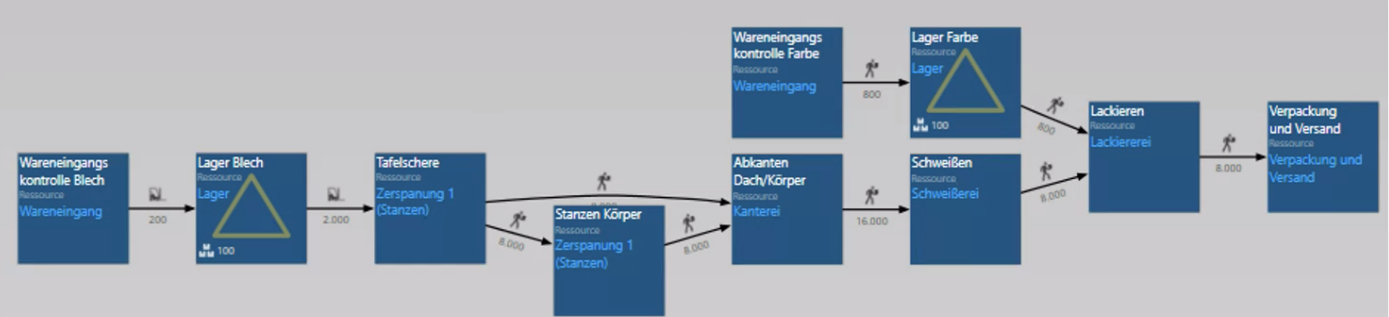 Wareneingangs
kontrolle Farbe
Ressource
Wareneingang
800
Lager Farbe
Ressource
Lager
M
MM 100
800
Lackieren
Ressource
Lackiererei
8.000
Verpackung
und Versand
Ressource
Verpackung und
Versand
Wareneingangs
kontrolle Blech
Ressource
Wareneingang
200
Lager Blech
Ressource
Lager
M
MM 100
2.000
Tafelschere
Ressource
Zerspanung 1
(Stanzen)
8.000
Stanzen Körper
Ressource
Zerspanung 1
(Stanzen)
8.000
Abkanten
Dach/Körper
Ressource
Kanterei
16.000
Schweißen
Ressource
Schweißerei
8.000